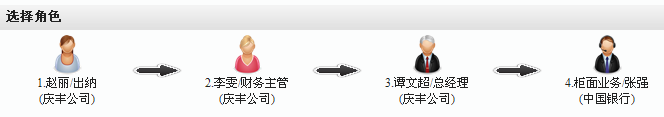 选择角色
1.赵丽/出纳
(庆丰公司)
2.李雯/财务主管
(庆丰公司)
3.谭文超/总经理
(庆丰公司)
4.柜面业务/张强
(中国银行)